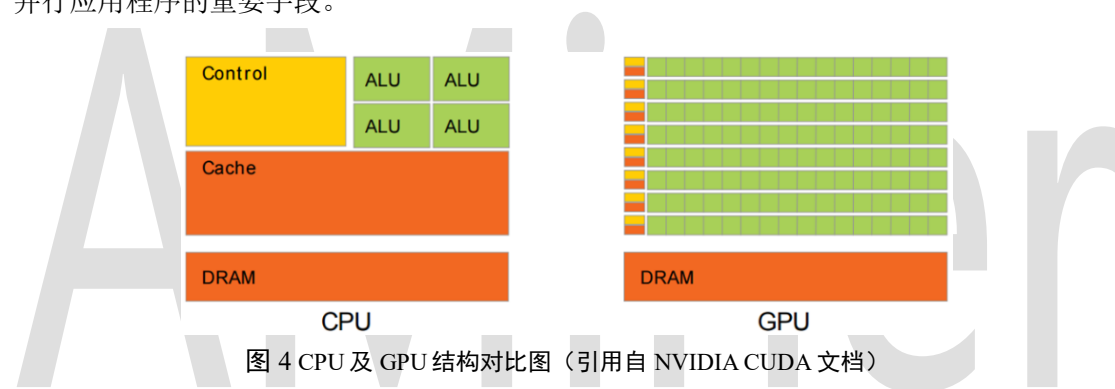 并行应用程序的重要手段。
Control
ALU
ALU
ALU
ALU
Cache
DRAM
DRAM
CPU
GPU
图 4 CPU 及 GPU 结构对比图（引用自 NVIDIA CUDA 文档）
AMiner